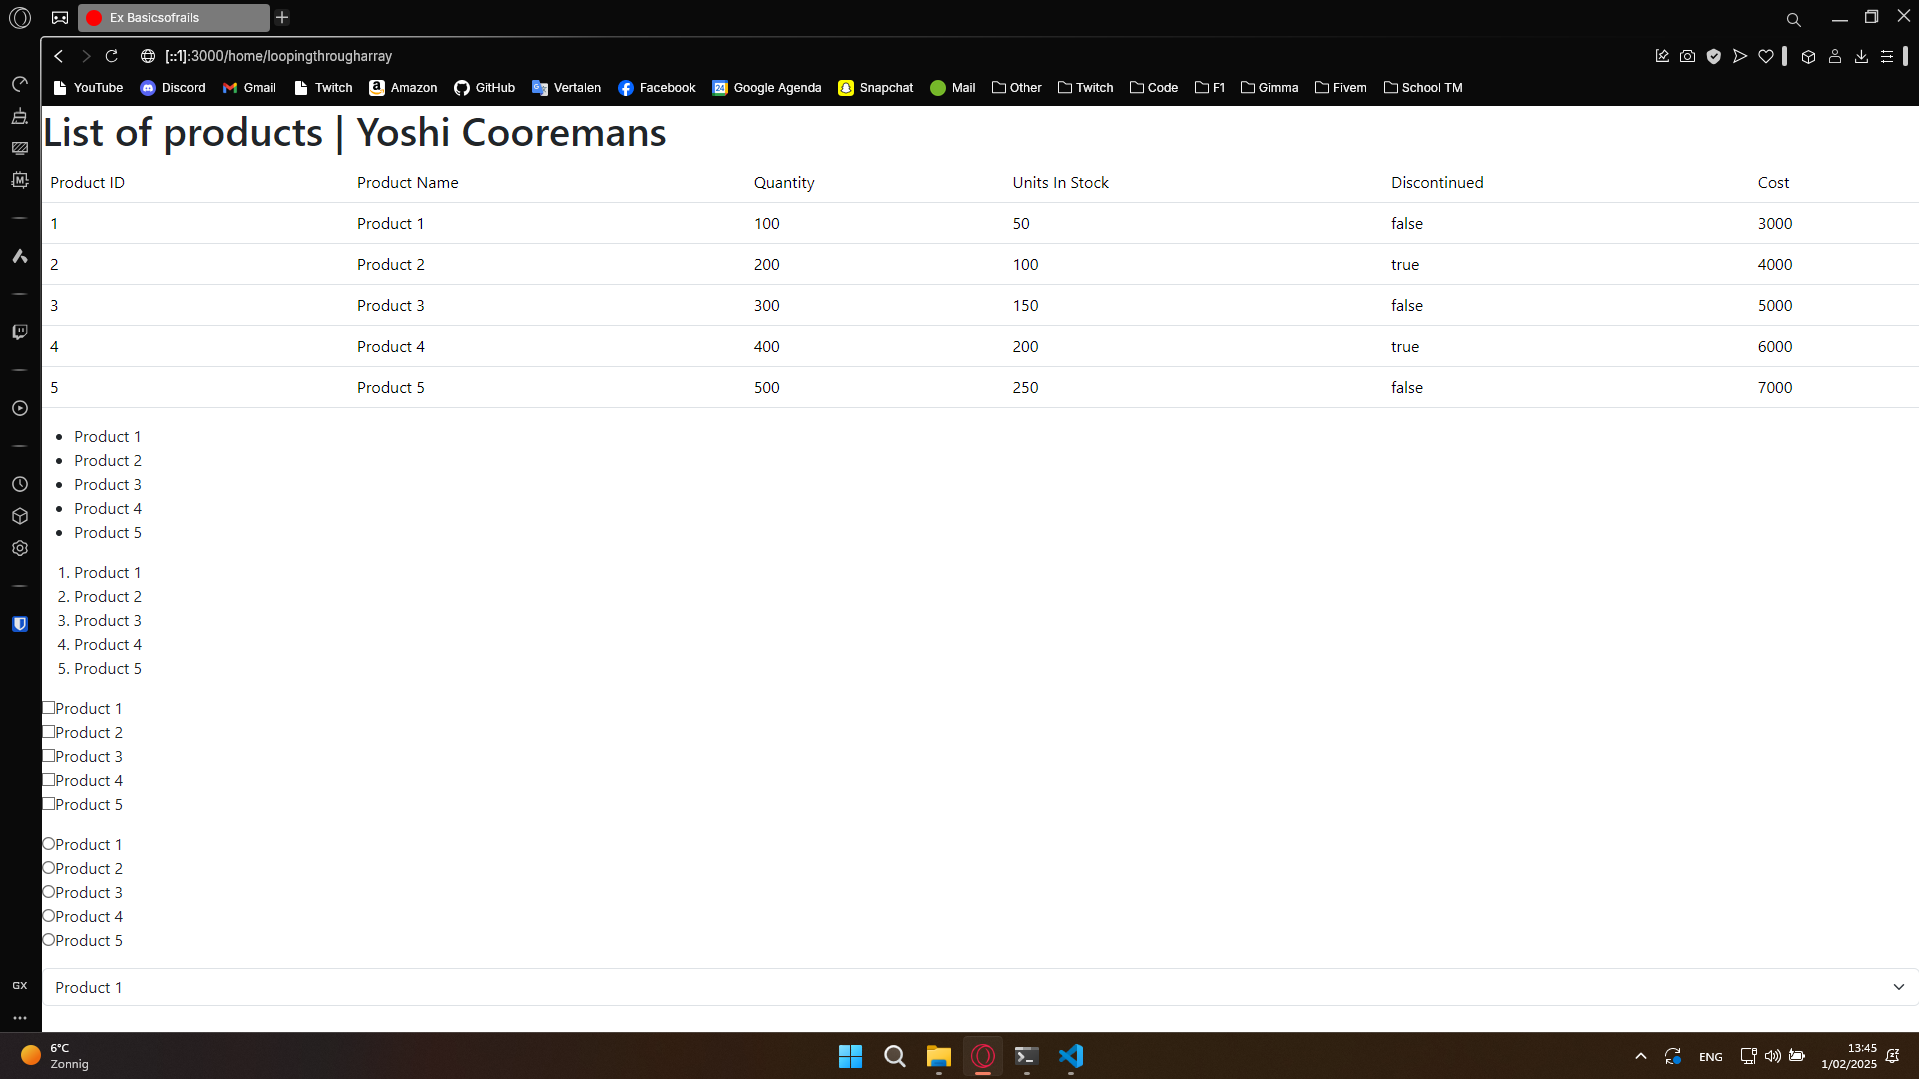 Ex Basicsofrails
[::1]:3000/home/loopingthrougharray
YouTube Discord Gmail Twitch Amazon GitHub Vertalen Facebook Google Agenda Snapchat Mail Other Twitch Code F1 Gimma Fivem School TM
List of products | Yoshi Cooremans
Product ID Product Name Quantity Units In Stock Discontinued Cost
1 Product 1 100 50 false 3000
2 Product 2 200 100 true 4000
3 Product 3 300 150 false 5000
4 Product 4 400 200 true 6000
5 Product 5 500 250 false 7000
Product 1
Product 2
Product 3
Product 4
Product 5
1. Product 1
2. Product 2
3. Product 3
4. Product 4
5. Product 5
Product 1
Product 2
Product 3
Product 4
Product 5
Product 1
Product 2
Product 3
Product 4
Product 5
GX
Product 1
6°C
Zonnig
ENG
13:45
1/02/2025